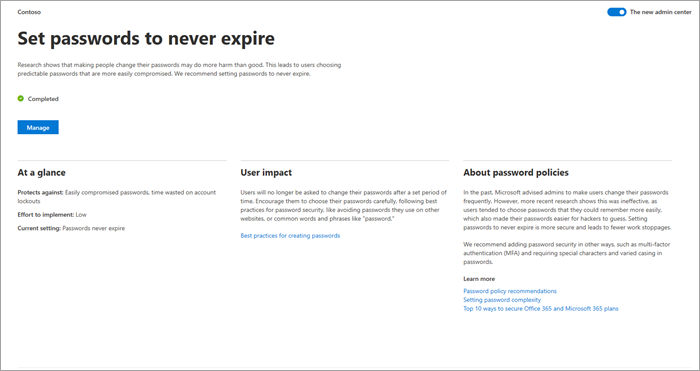 Contoso
The new admin center
Set passwords to never expire
Research shows that making people change their passwords may do more harm than good. This leads to users choosing
predictable passwords that are more easily compromised. We recommend setting passwords to never expire.
Completed
Manage
At a glance
Protects against: Easily compromised passwords, time wasted on account
lockouts
Effort to implement: Low
Current setting: Passwords never expire
User impact
Users will no longer be asked to change their passwords after a set period of
time. Encourage them to choose their passwords carefully, following best
practices for password security, like avoiding passwords they use on other
websites, or common words and phrases like "password."
Best practices for creating passwords
About password policies
In the past, Microsoft advised admins to make users change their passwords
frequently. However, more recent research shows this was ineffective, as
users tended to choose passwords that they could remember more easily,
which also made their passwords easier for hackers to guess. Setting
passwords to never expire is more secure and leads to fewer work stoppages.
We recommend adding password security in other ways, such as multi-factor
authentication (MFA) and requiring special characters and varied casing in
passwords.
Learn more
Password policy recommendations
Setting password complexity
Top 10 ways to secure Office 365 and Microsoft 365 plans